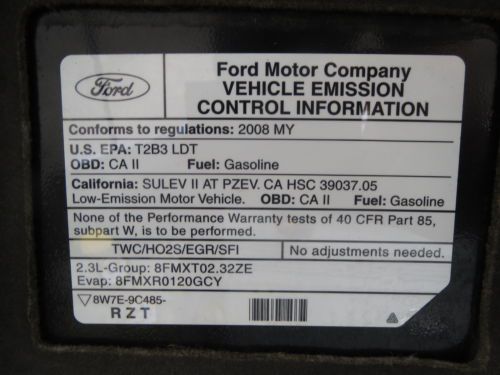 Ford
Ford Motor Company
VEHICLE EMISSION
CONTROL INFORMATION
Conforms to regulations: 2008 MY
U.S. EPA: T2B3 LDT
OBD: CA II Fuel: Gasoline
California: SULEV II AT PZEV. CA HSC 39037.05
Low-Emission Motor Vehicle. OBD: CA II Fuel: Gasoline
None of the Performance Warranty tests of 40 CFR Part 85,
subpart W, is to be performed.
TWC/HO2S/EGR/SFI No adjustments needed.
2.3L-Group: 8FMXT02.32ZE
Evap: 8FMXR0120GCY
8W7E-9C485-
RZT